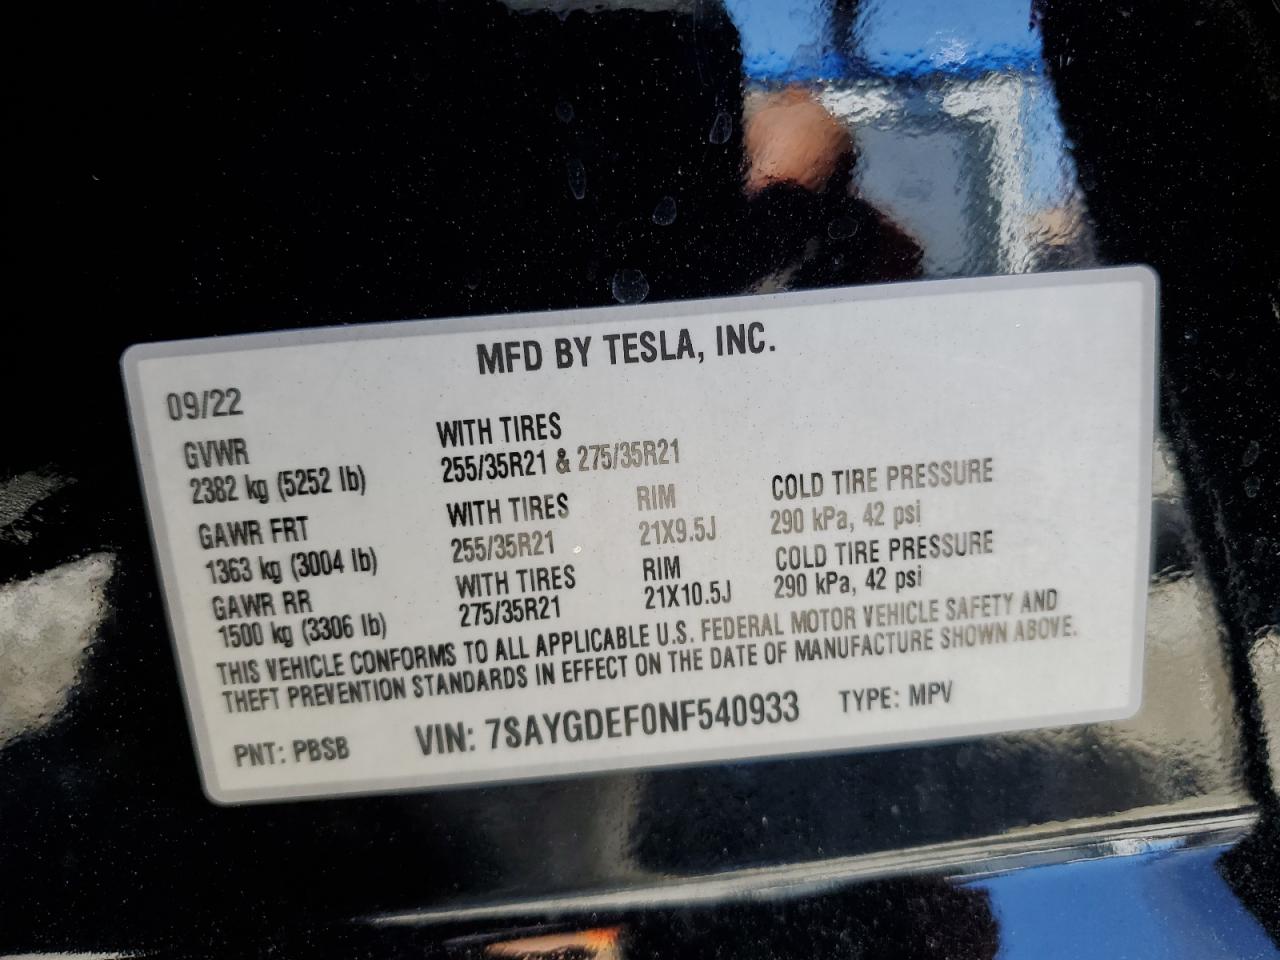 MFD BY TESLA, INC.
09/22
GVWR WITH TIRES
2382 kg (5252 lb) 255/35R21 & 275/35R21
GAWR FRT WITH TIRES RIM COLD TIRE PRESSURE
1363 kg (3004 lb) 255/35R21 21X9.5J 290 kPa, 42 psi
GAWR RR WITH TIRES RIM COLD TIRE PRESSURE
1500 kg (3306 lb) 275/35R21 21X10.5J 290 kPa, 42 psi
THIS VEHICLE CONFORMS TO ALL APPLICABLE U.S. FEDERAL MOTOR VEHICLE SAFETY AND
THEFT PREVENTION STANDARDS IN EFFECT ON THE DATE OF MANUFACTURE SHOWN ABOVE.
PNT: PBSB VIN: 7SAYGDEF0NF540933 TYPE: MPV